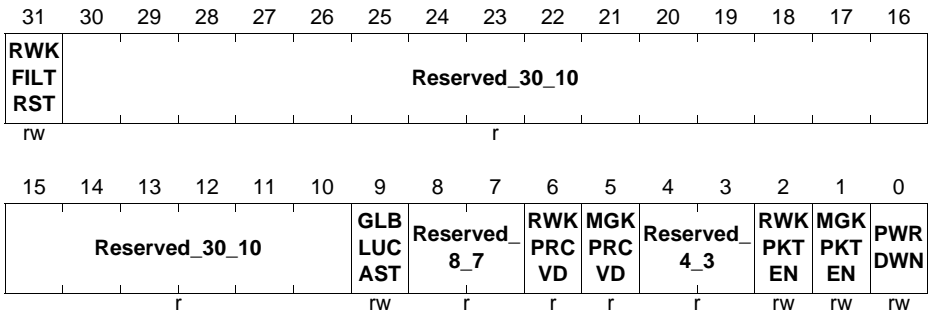 31 30 29 28 27 26 25 24 23 22 21 20 19 18 17 16
RWK
FILT
RST
Reserved_30_10
rw r
15 14 13 12 11 10 9 8 7 6 5 4 3 2 1 0
Reserved_30_10
GLB
LUC
AST
Reserved_
8_7
RWK
PRC
VD
MGK
PRC
VD
Reserved_
4_3
RWK
PKT
EN
MGK
PKT
EN
PWR
DWN
r rw r r r r rw rw rw